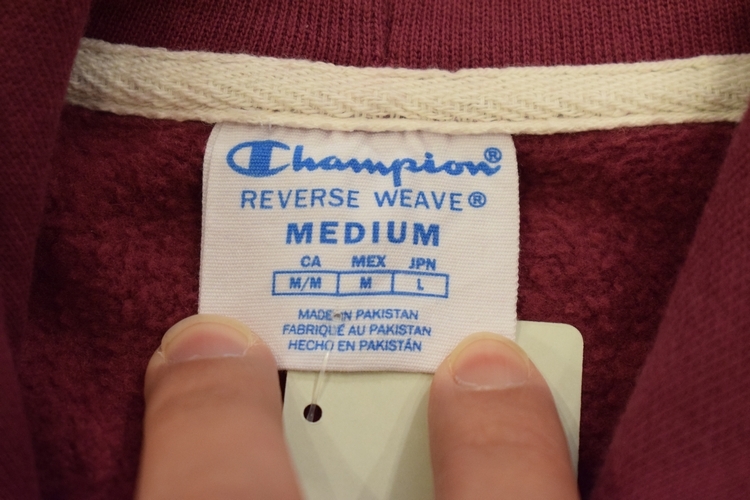 Champion®
REVERSE WEAVE®
MEDIUM
CA MEX JPN
M/M M L
MADE IN PAKISTAN
FABRIQUÉ AU PAKISTAN
HECHO EN PAKISTÁN